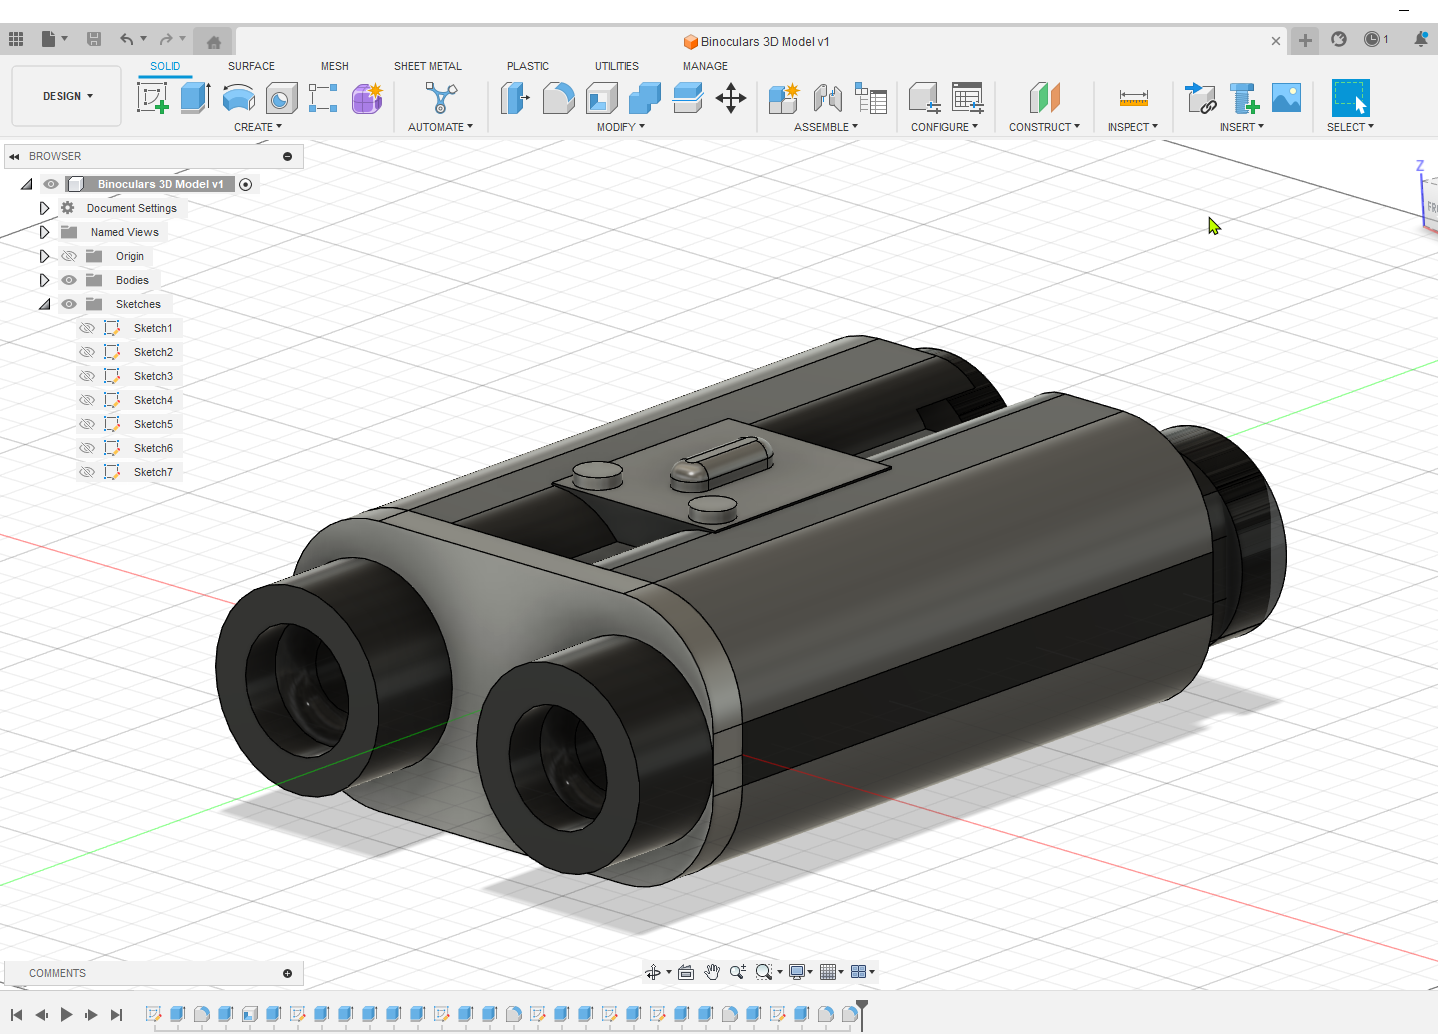 Binoculars 3D Model v1
1
SOLID SURFACE MESH SHEET METAL PLASTIC UTILITIES MANAGE
DESIGN
CREATE AUTOMATE MODIFY ASSEMBLE CONFIGURE CONSTRUCT INSPECT INSERT SELECT
BROWSER
Binoculars 3D Model v1
Document Settings
Named Views
Origin
Bodies
Sketches
Sketch1
Sketch2
Sketch3
Sketch4
Sketch5
Sketch6
Sketch7
Z
FR
COMMENTS